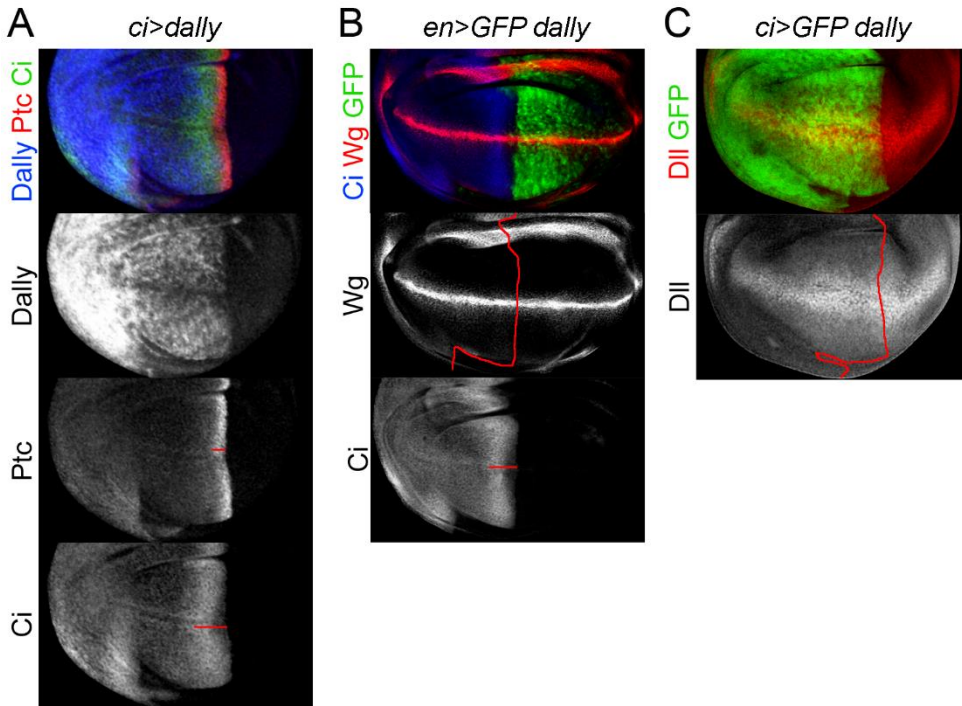 A
ci>dally
Dally Ptc Ci
Dally
Ptc
Ci
B
en>GFP dally
Ci Wg GFP
Wg
Ci
C
ci>GFP dally
Dll GFP
Dll